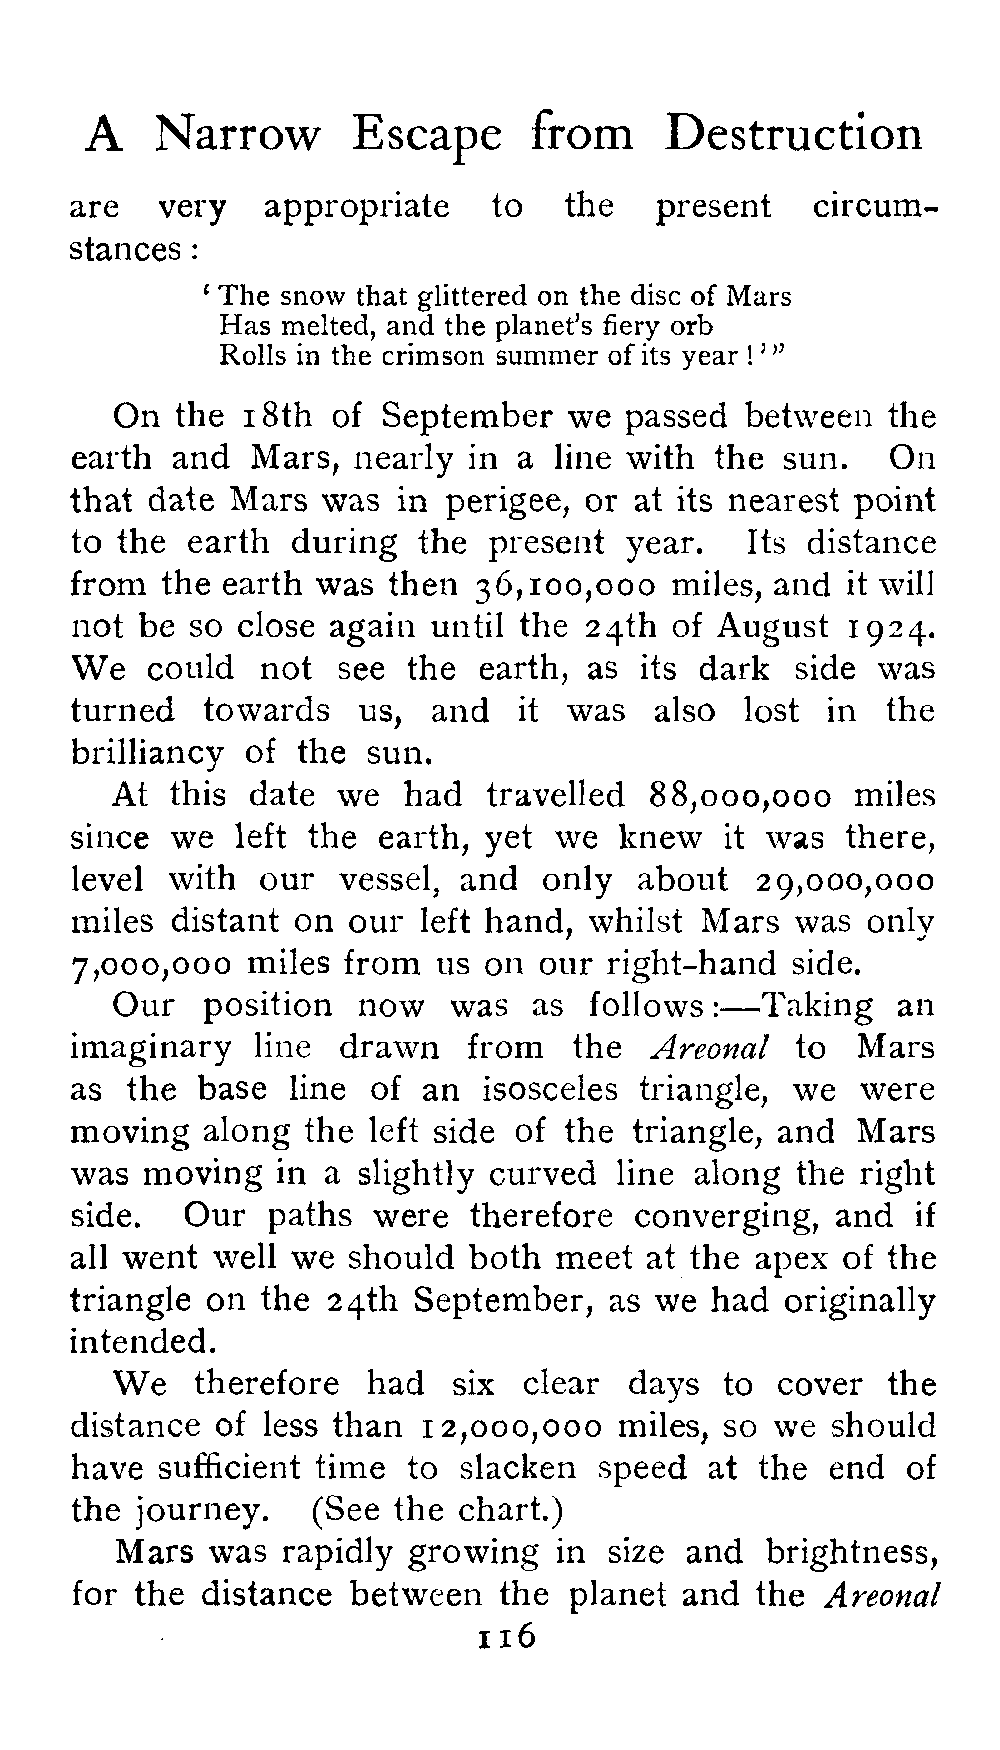 A Narrow Escape from Destruction
are very appropriate to the present circum-
stances :
‘ The snow that glittered on the disc of Mars
Has melted, and the planet’s fiery orb
Rolls in the crimson summer of its year ! ’ ”
On the 18th of September we passed between the
earth and Mars, nearly in a line with the sun. On
that date Mars was in perigee, or at its nearest point
to the earth during the present year. Its distance
from the earth was then 36,100,000 miles, and it will
not be so close again until the 24th of August 1924.
We could not see the earth, as its dark side was
turned towards us, and it was also lost in the
brilliancy of the sun.
At this date we had travelled 88,000,000 miles
since we left the earth, yet we knew it was there,
level with our vessel, and only about 29,000,000
miles distant on our left hand, whilst Mars was only
7,000,000 miles from us on our right-hand side.
Our position now was as follows :—Taking an
imaginary line drawn from the Areonal to Mars
as the base line of an isosceles triangle, we were
moving along the left side of the triangle, and Mars
was moving in a slightly curved line along the right
side. Our paths were therefore converging, and if
all went well we should both meet at the apex of the
triangle on the 24th September, as we had originally
intended.
We therefore had six clear days to cover the
distance of less than 12,000,000 miles, so we should
have sufficient time to slacken speed at the end of
the journey. (See the chart.)
Mars was rapidly growing in size and brightness,
for the distance between the planet and the Areonal
116